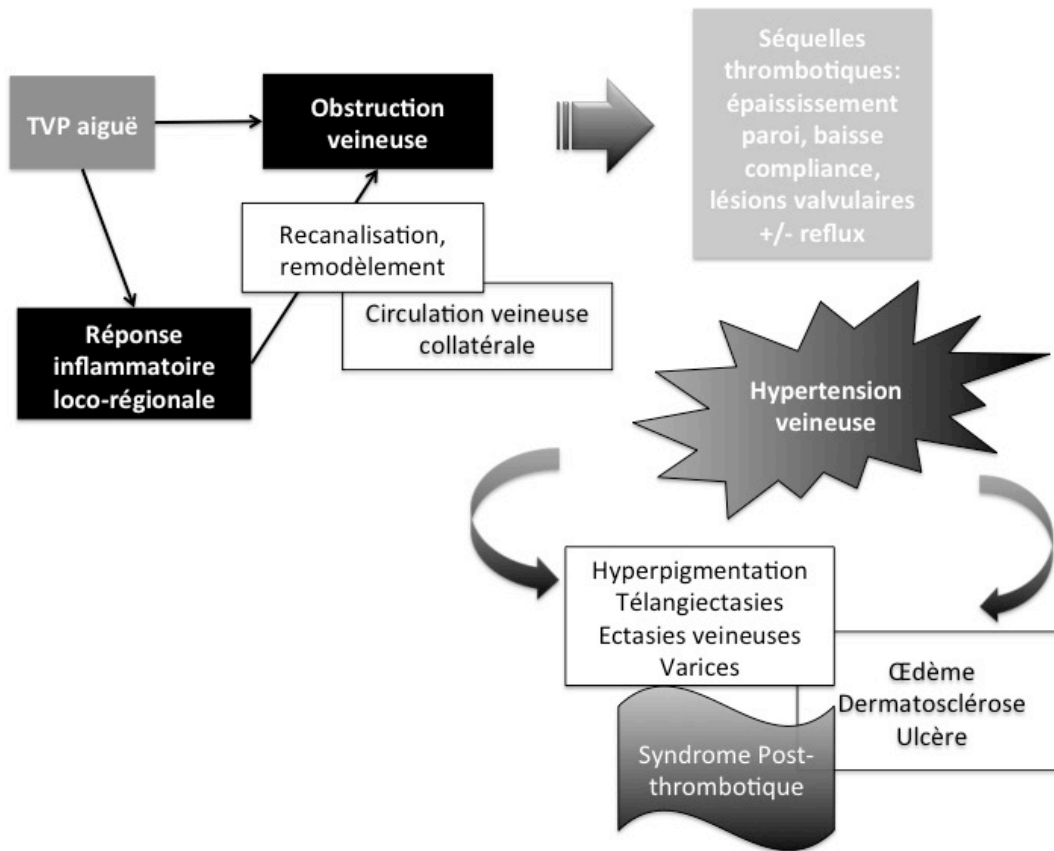 TVP aiguë
Obstruction
veineuse
Séquelles
thrombotiques:
épaississement
paroi, baisse
compliance,
lésions valvulaires
+/- reflux
Recanalisation,
remodèlement
Circulation veineuse
collatérale
Réponse
inflammatoire
loco-régionale
Hypertension
veineuse
Hyperpigmentation
Télangiectasies
Ectasies veineuses
Varices
Œdème
Dermatosclérose
Ulcère
Syndrome Post-
thrombotique